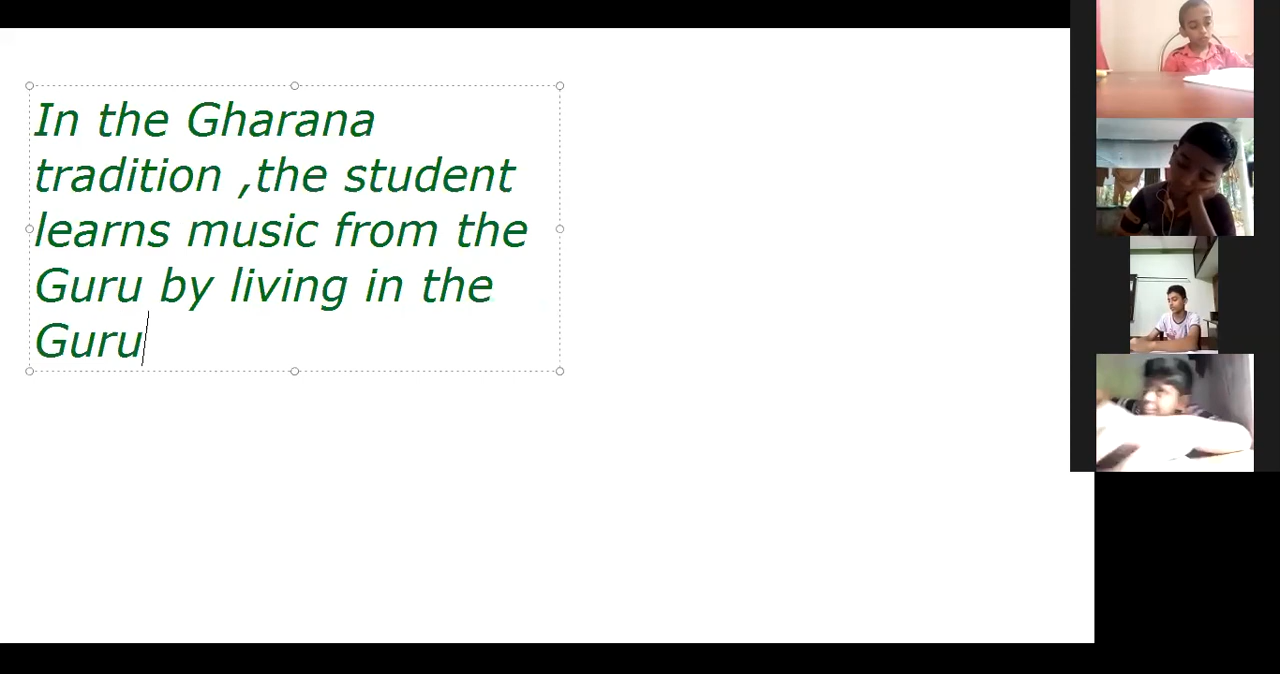 In the Gharana
tradition ,the student
learns music from the
Guru by living in the
Guru